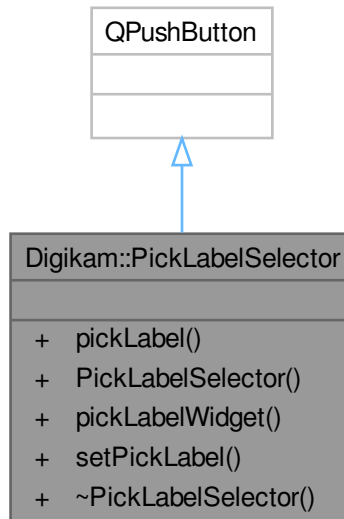 QPushButton
Digikam::PickLabelSelector
+ pickLabel()
+ PickLabelSelector()
+ pickLabelWidget()
+ setPickLabel()
+ ~PickLabelSelector()